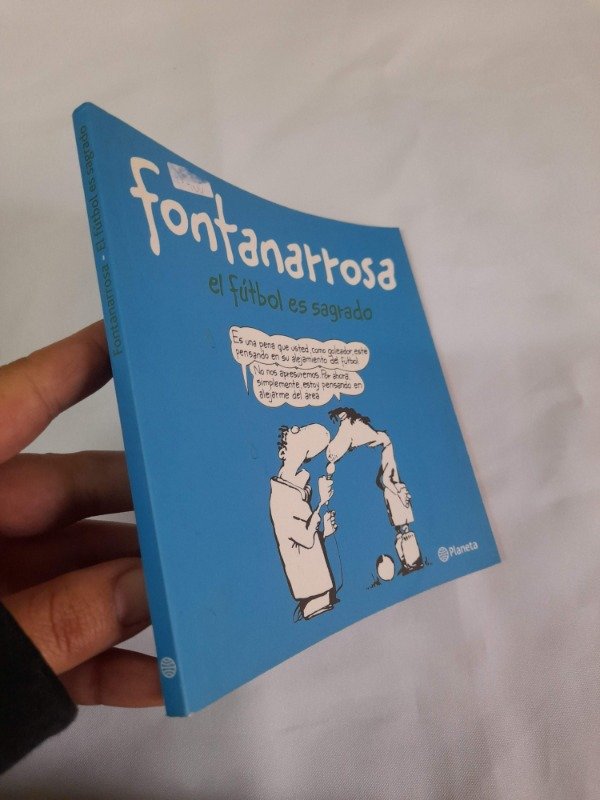 Fontanarrosa - El fútbol es sagrado
fontanarrosa
el fútbol es sagrado
Es una pena que usted, como goleador, este
pensando en su alejamiento del fútbol
No nos apresuremos. Por ahora,
simplemente, estoy pensando en
alejarme del area
Planeta